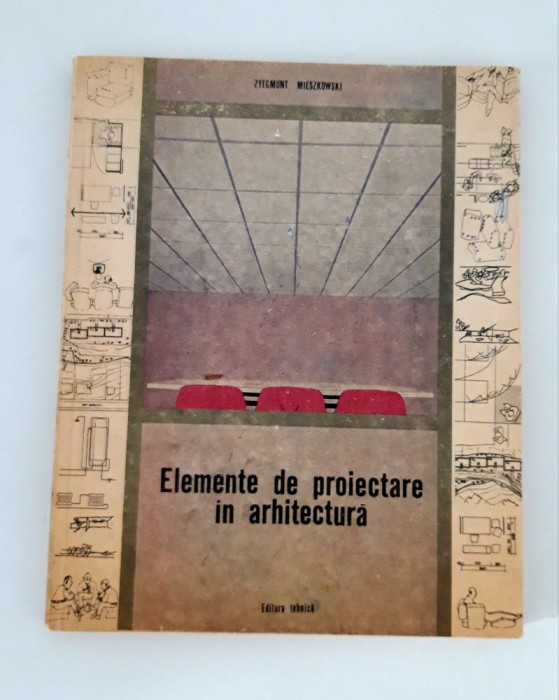 ZYEGMUNT MIESZKOWSKI
Elemente de proiectare
în arhitectură
Editura tehnică